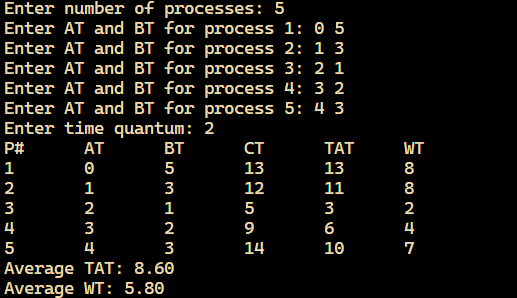 Enter number of processes: 5
Enter AT and BT for process 1: 0 5
Enter AT and BT for process 2: 1 3
Enter AT and BT for process 3: 2 1
Enter AT and BT for process 4: 3 2
Enter AT and BT for process 5: 4 3
Enter time quantum: 2
P# AT BT CT TAT WT
1 0 5 13 13 8
2 1 3 12 11 8
3 2 1 5 3 2
4 3 2 9 6 4
5 4 3 14 10 7
Average TAT: 8.60
Average WT: 5.80